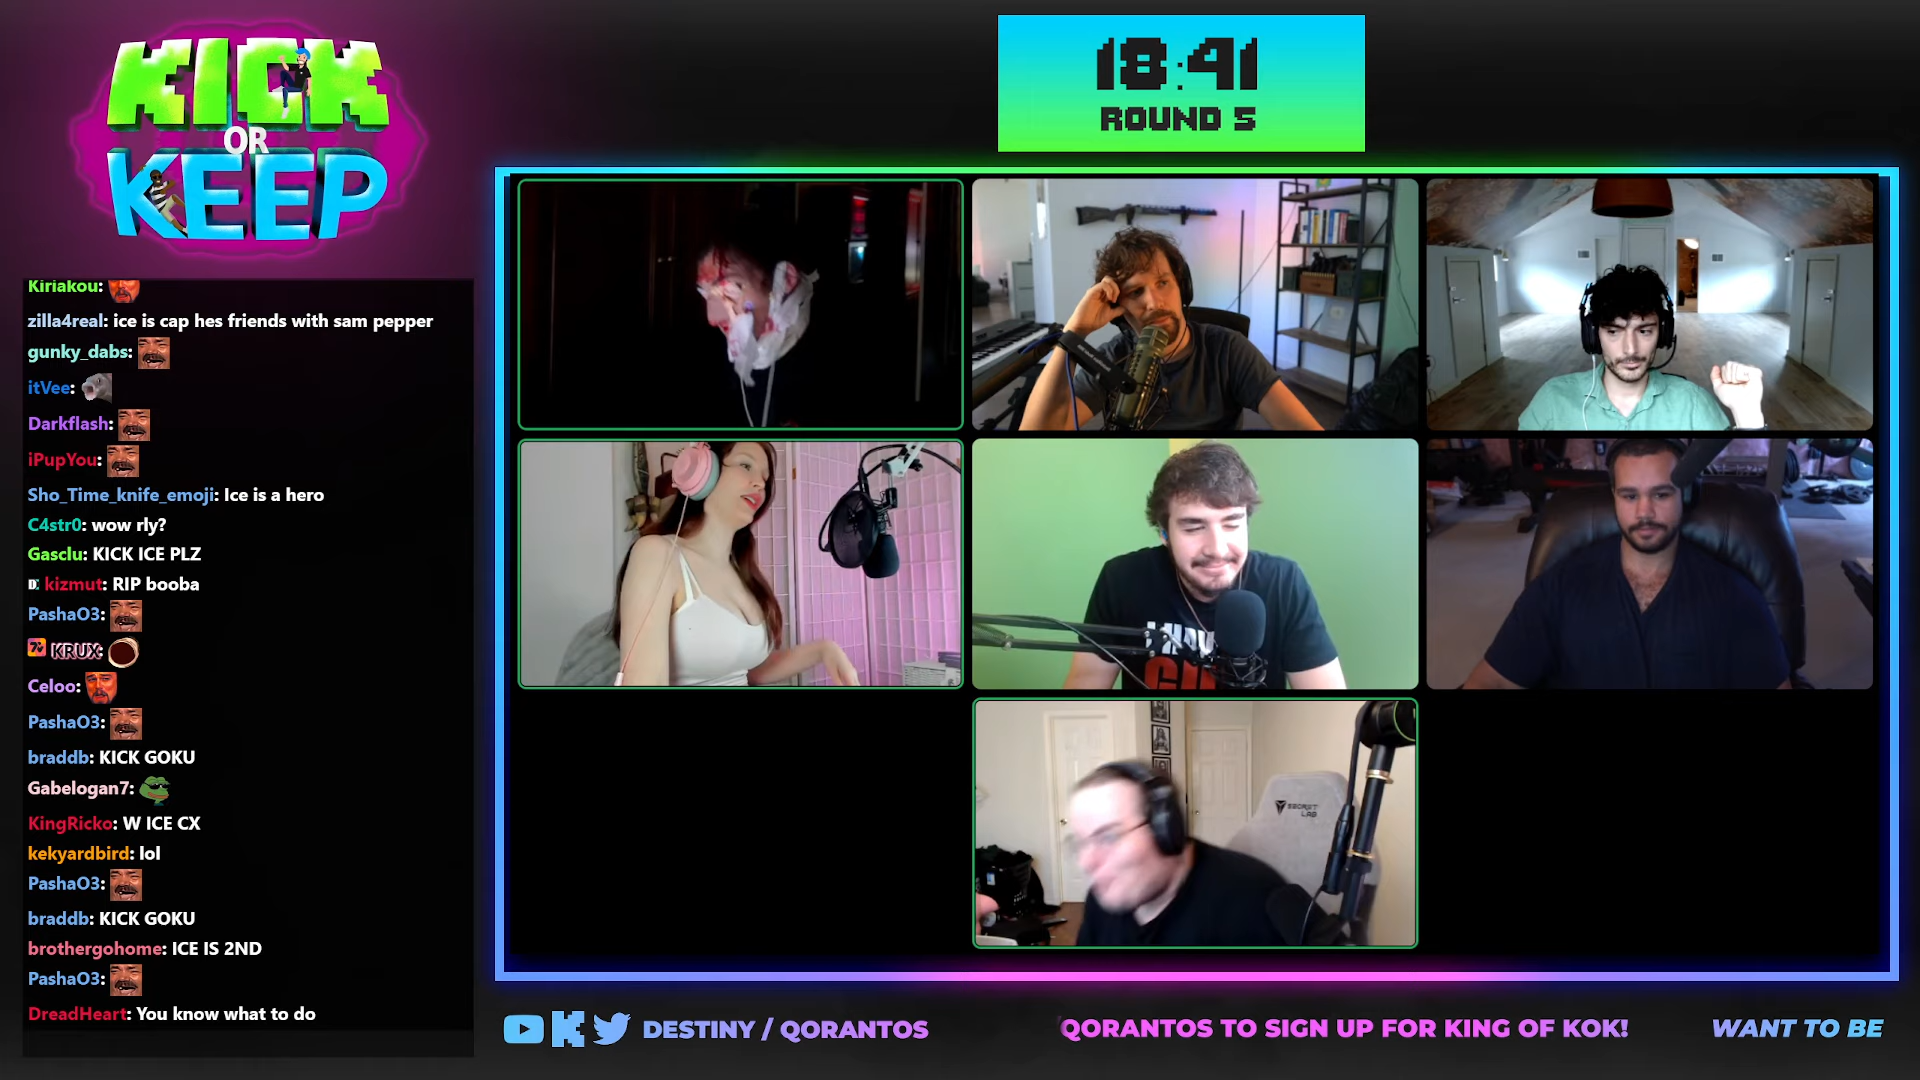 KICK
OR
KEEP
18:41
ROUND 5
Kiriakou:
zilla4real: ice is cap hes friends with sam pepper
gunky_dabs:
itVee:
Darkflash:
iPupYou:
Sho_Time_knife_emoji: Ice is a hero
C4str0: wow rly?
Gasclu: KICK ICE PLZ
kizmut: RIP booba
PashaO3:
KRUX:
Celoo:
PashaO3:
braddb: KICK GOKU
Gabelogan7:
KingRicko: W ICE CX
kekyardbird: lol
PashaO3:
braddb: KICK GOKU
brothergohome: ICE IS 2ND
PashaO3:
DreadHeart: You know what to do
SECRET
LAB
DESTINY / QORANTOS
QORANTOS TO SIGN UP FOR KING OF KOK!
WANT TO BE